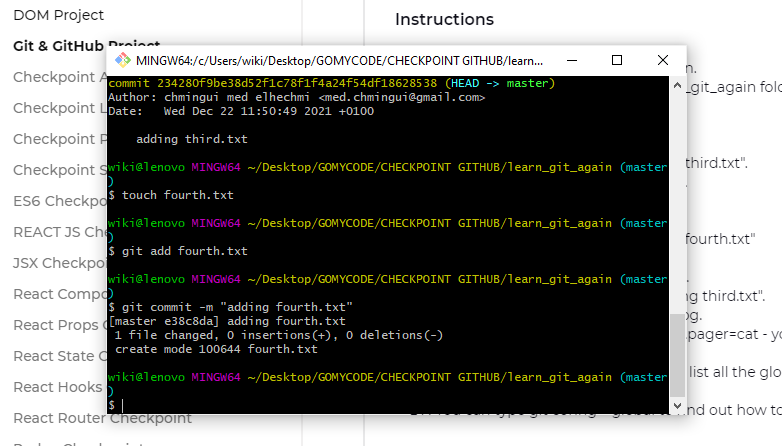 DOM Project
Git & GitHub Project
Checkpoint A
Checkpoint L
Checkpoint P
Checkpoint S
ES6 Checkpo
REACT JS Che
JSX Checkpoin
React Compo
React Props C
React State C
React Hooks
React Router Checkpoint
Instructions
_git_again fold
third.txt".
fourth.txt"
ng third.txt".
og.
.pager=cat - yo
list all the glo
find out how to
MINGW64:/c/Users/wiki/Desktop/GOMYCODE/CHECKPOINT GITHUB/learn_...
commit 234280f9be38d52f1c78f1f4a24f54df18628538 (HEAD -> master)
Author: chmingui med elhechmi <med.chmingui@gmail.com>
Date:   Wed Dec 22 11:50:49 2021 +0100
adding third.txt
wiki@lenovo MINGW64 ~/Desktop/GOMYCODE/CHECKPOINT GITHUB/learn_git_again (master
)
$ touch fourth.txt
wiki@lenovo MINGW64 ~/Desktop/GOMYCODE/CHECKPOINT GITHUB/learn_git_again (master
)
$ git add fourth.txt
wiki@lenovo MINGW64 ~/Desktop/GOMYCODE/CHECKPOINT GITHUB/learn_git_again (master
)
$ git commit -m "adding fourth.txt"
[master e38c8da] adding fourth.txt
1 file changed, 0 insertions(+), 0 deletions(-)
create mode 100644 fourth.txt
wiki@lenovo MINGW64 ~/Desktop/GOMYCODE/CHECKPOINT GITHUB/learn_git_again (master
)
$